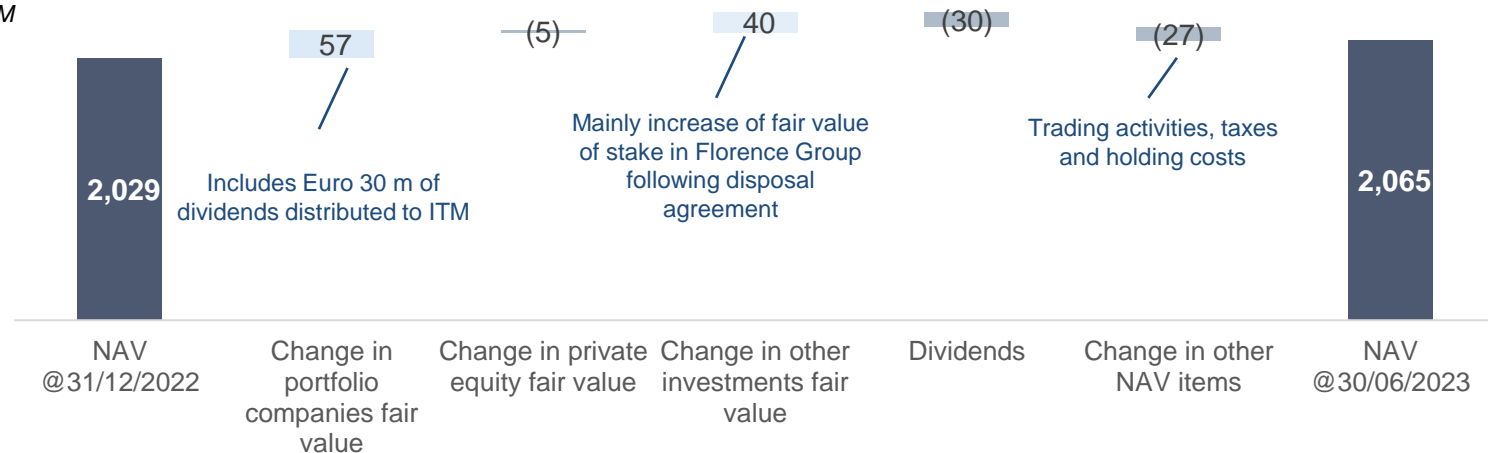 M
57
(5)
40
(30)
(27)
Mainly increase of fair value
of stake in Florence Group
following disposal
agreement
Trading activities, taxes
and holding costs
2,029
Includes Euro 30 m of
dividends distributed to ITM
2,065
NAV
@31/12/2022
Change in
portfolio
companies fair
value
Change in private
equity fair value
Change in other
investments fair
value
Dividends
Change in other
NAV items
NAV
@30/06/2023